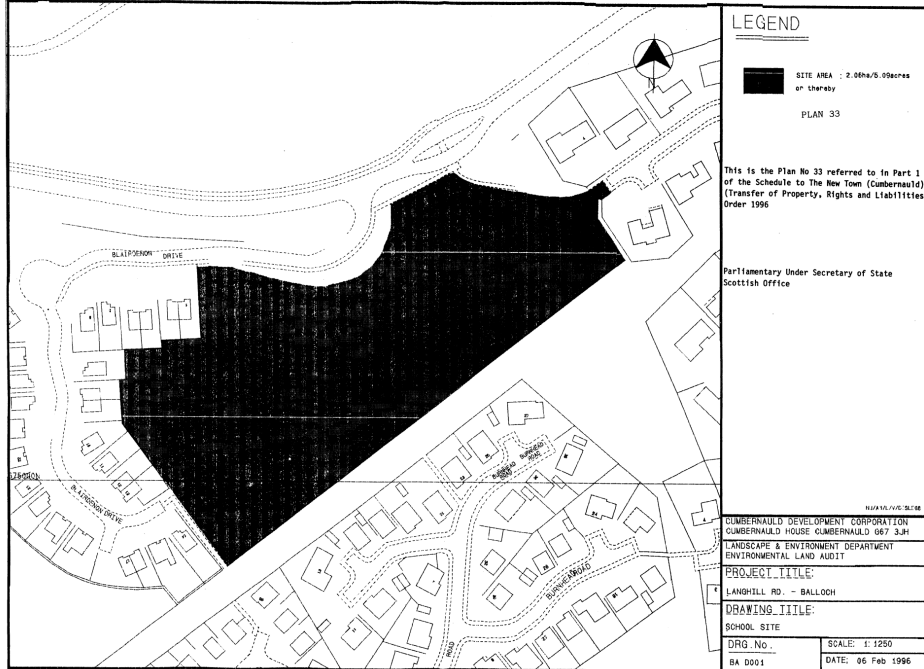 LEGEND
SITE AREA : 2.06ha/5.09acres
or thereby
PLAN 33
This is the Plan No 33 referred to in Part 1
of the Schedule to The New Town (Cumbernauld)
(Transfer of Property, Rights and Liabilities
Order 1996
Parliamentary Under Secretary of State
Scottish Office
CUMBERNAULD DEVELOPMENT CORPORATION
CUMBERNAULD HOUSE CUMBERNAULD G67 3JH
LANDSCAPE & ENVIRONMENT DEPARTMENT
ENVIRONMENTAL LAND AUDIT
PROJECT TITLE:
LANGHILL RD. - BALLOCH
DRAWING TITLE:
SCHOOL SITE
DRG.No.
BA D001
SCALE: 1:1250
DATE: 06 Feb 1996
N
BLAIRDENON DRIVE
BLAIRDENON DRIVE
BURNHEAD
ROAD
BURNHEAD
ROAD
BURNHEAD ROAD
ROAD